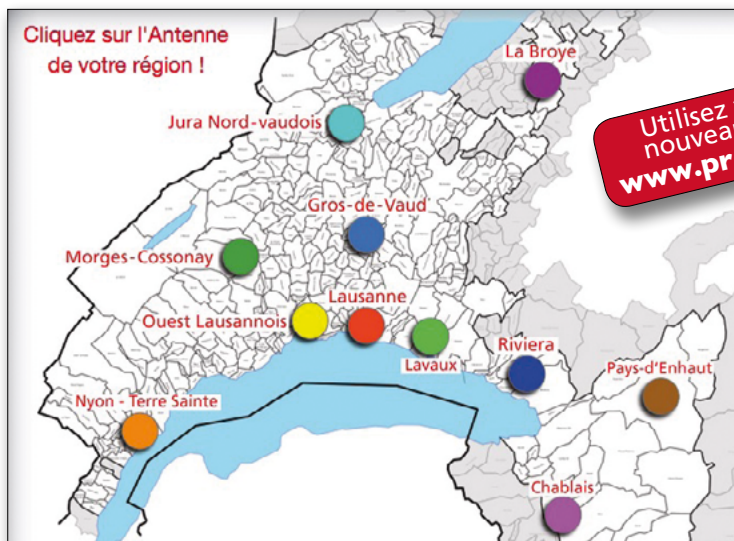 Cliquez sur l'Antenne
de votre région !
La Broye
Jura Nord-vaudois
Utilisez
nouveau
www.pr
Gros-de-Vaud
Morges-Cossonay
Lausanne
Ouest Lausannois
Lavaux
Riviera
Pays-d'Enhaut
Nyon - Terre Sainte
Chablais